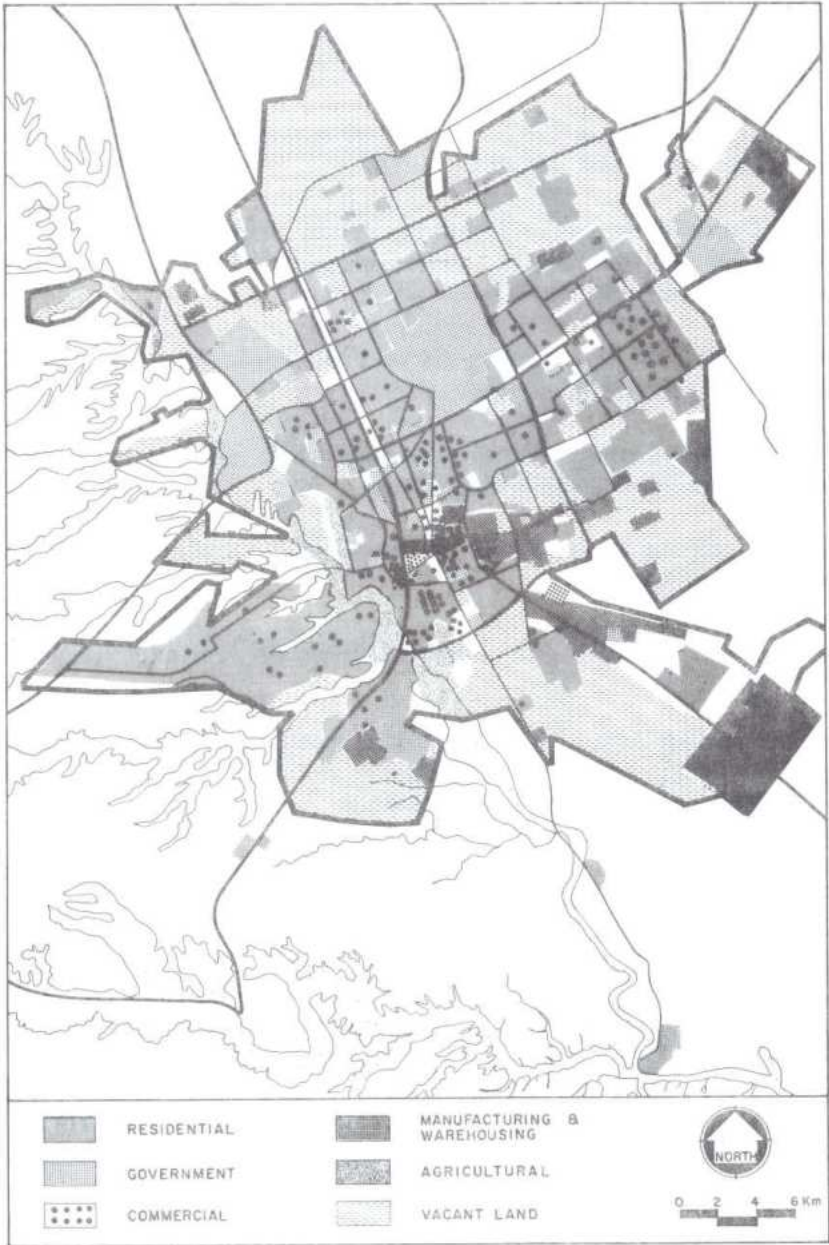 RESIDENTIAL
GOVERNMENT
COMMERCIAL
MANUFACTURING &
WAREHOUSING
AGRICULTURAL
VACANT LAND
NORTH
0 2 4 6 Km